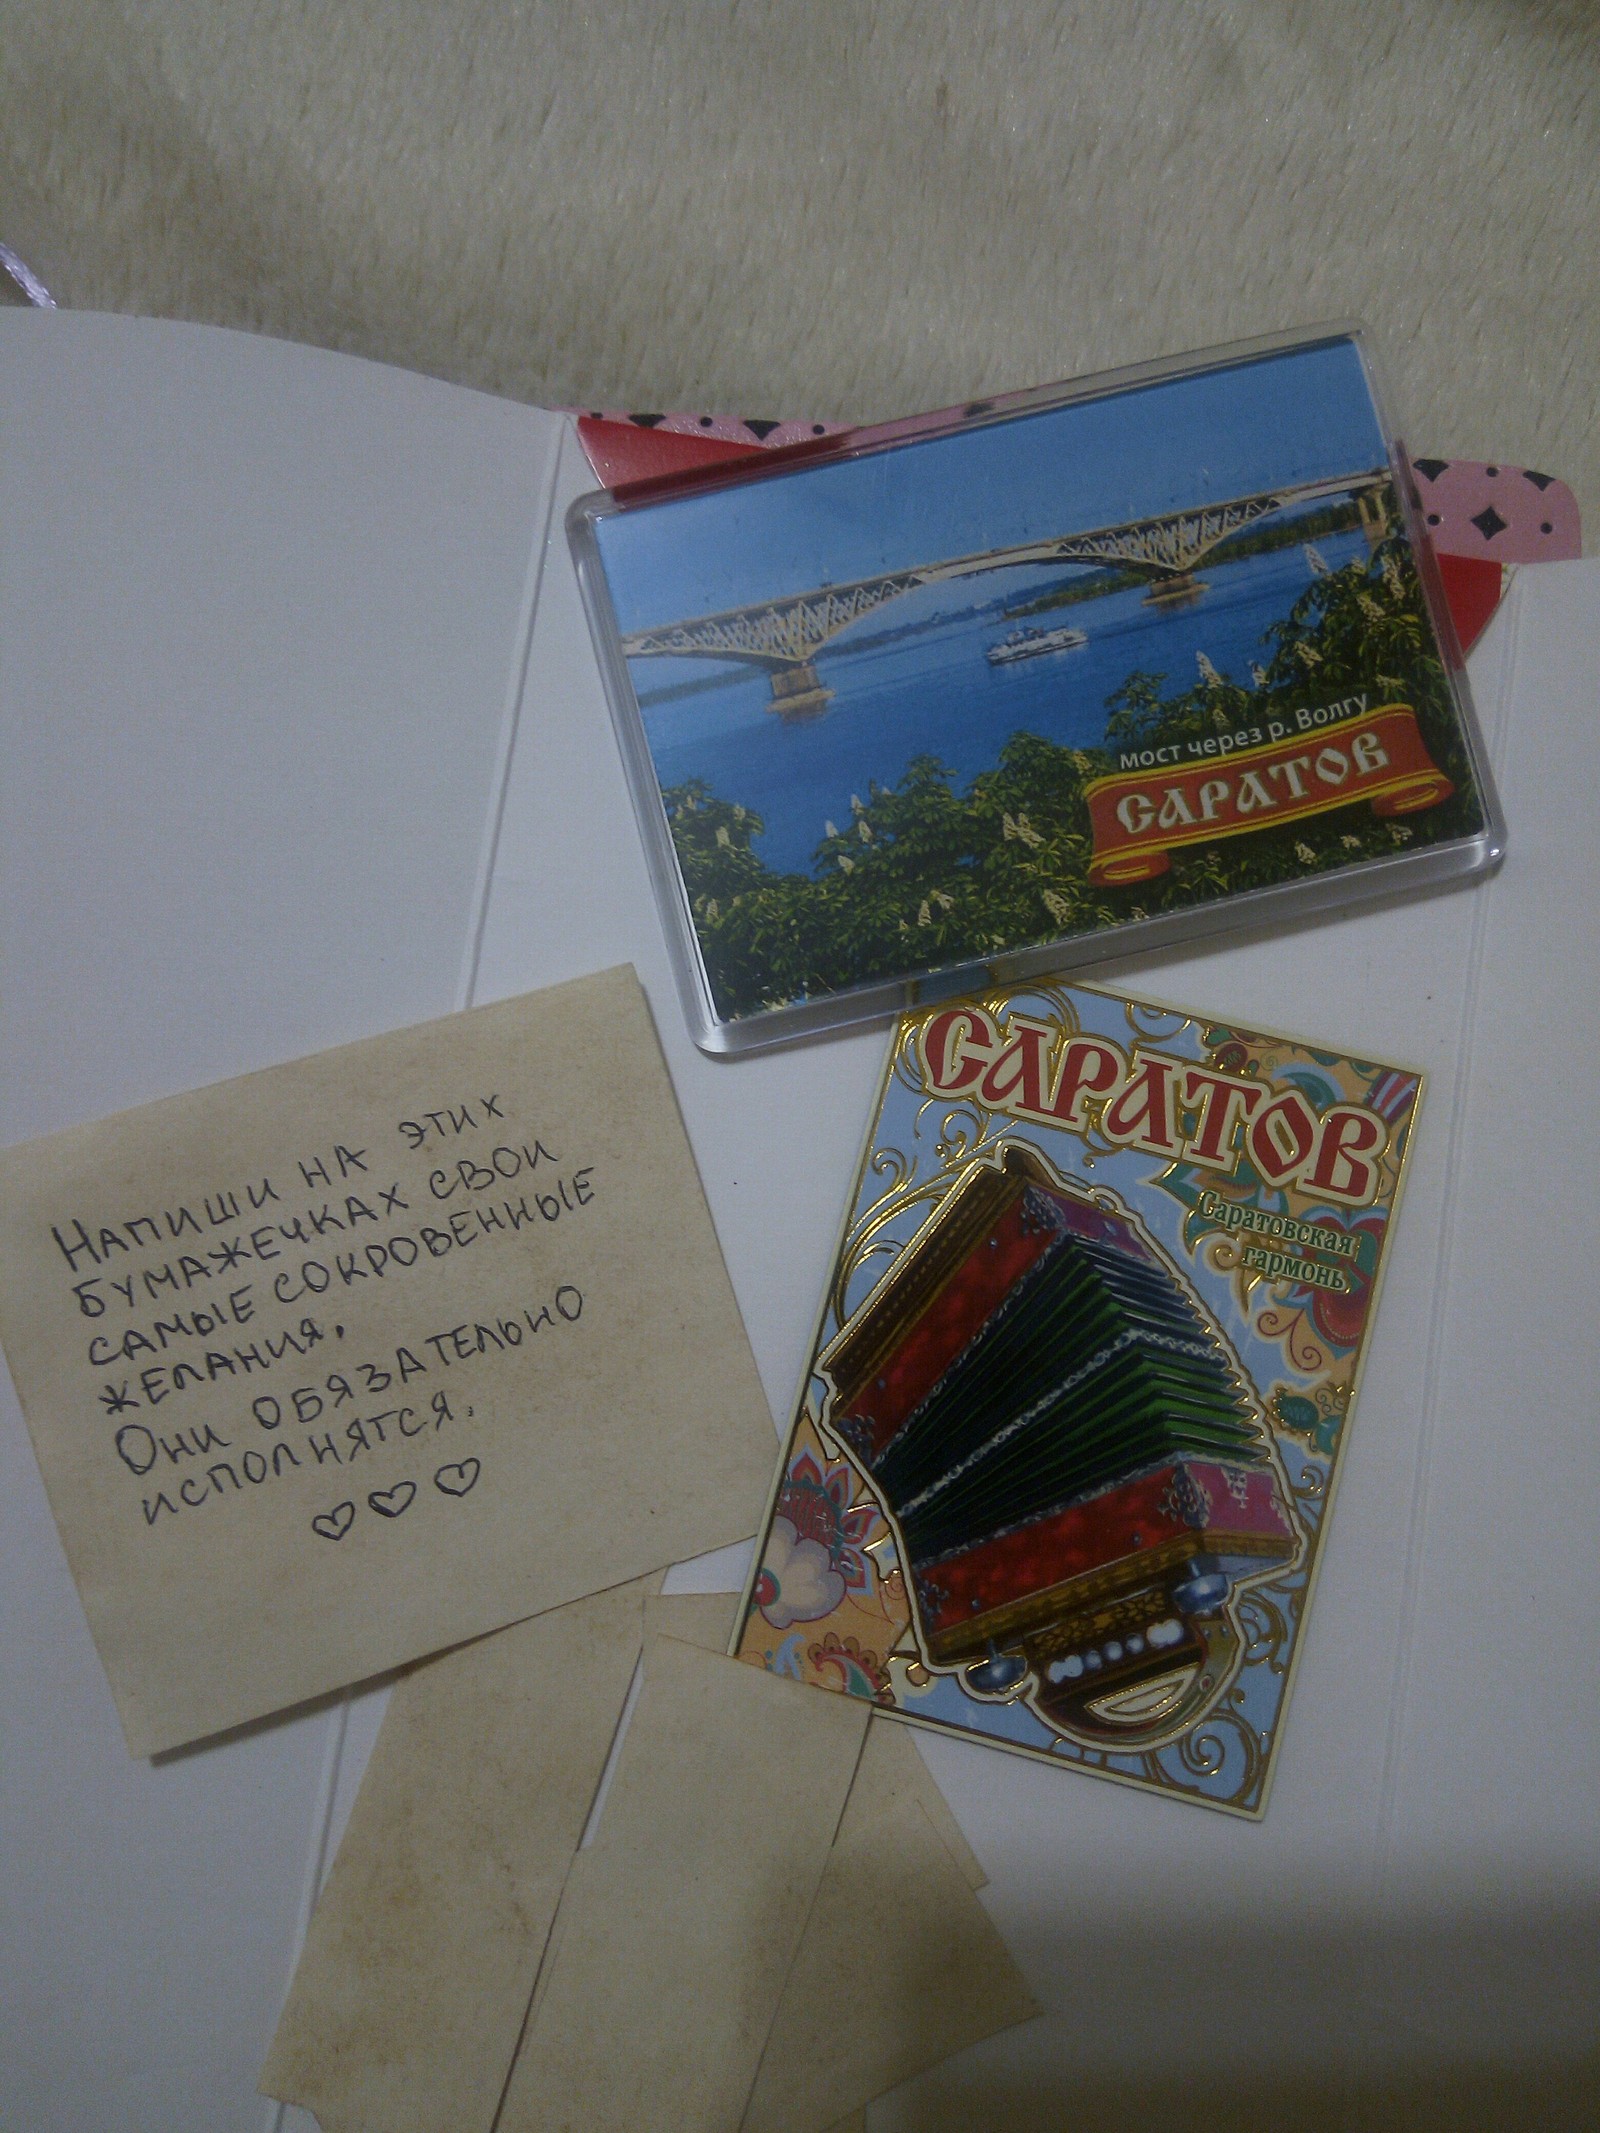 мост через р. Волгу
САРАТОВ
САРАТОВ
Саратовская
гармонь
Напиши на этих
бумажечках свои
самые сокровенные
желания.
Они обязательно
исполнятся.